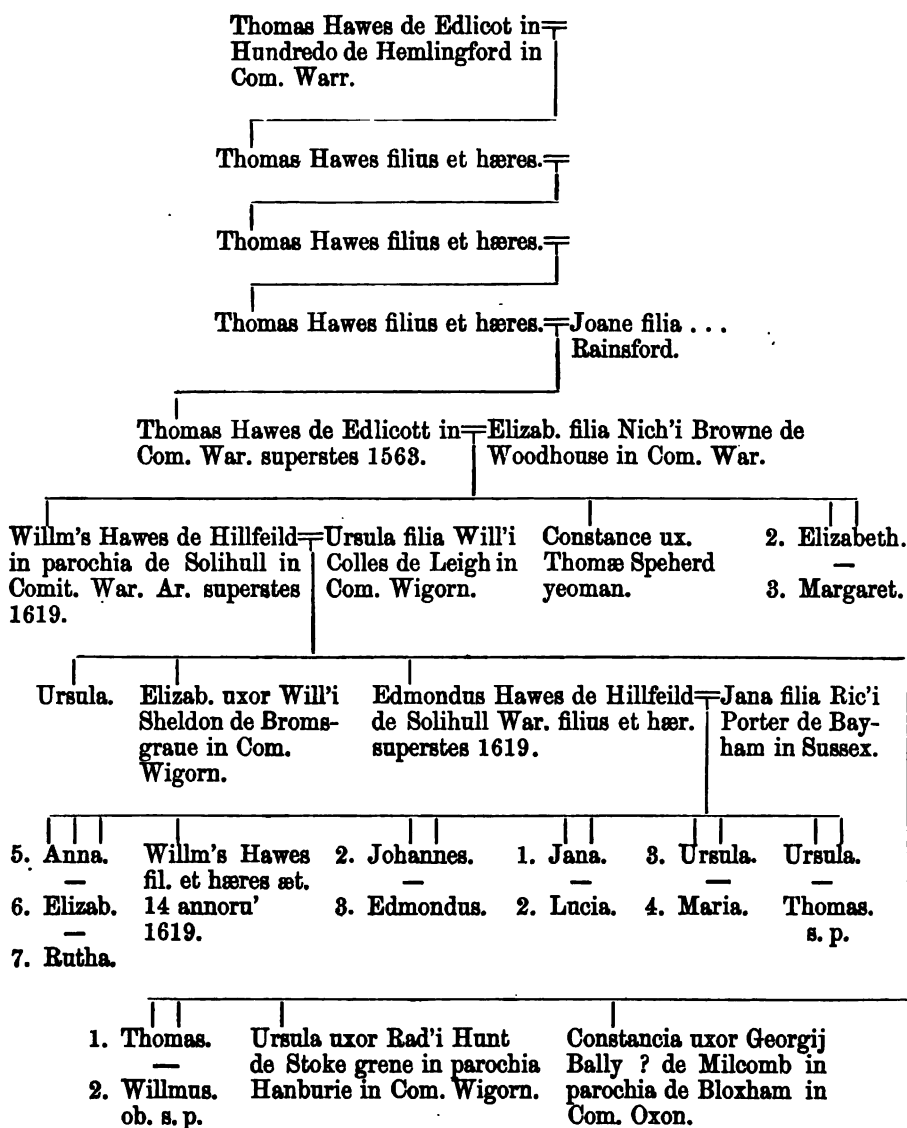 Thomas Hawes de Edlicot in
Hundredo de Hemlingford in
Com. Warr.
Thomas Hawes filius et hæres.
Thomas Hawes filius et hæres.
Thomas Hawes filius et hæres.
Joane filia . . .
Rainsford.
Thomas Hawes de Edlicott in
Com. War. superstes 1563.
Elizab. filia Nich'i Browne de
Woodhouse in Com. War.
Willm's Hawes de Hillfeild
in parochia de Solihull in
Comit. War. Ar. superstes
1619.
Ursula filia Will'i
Colles de Leigh in
Com. Wigorn.
Constance ux.
Thomæ Speherd
yeoman.
2. Elizabeth.
—
3. Margaret.
Ursula.
Elizab. uxor Will'i
Sheldon de Broms-
graue in Com.
Wigorn.
Edmondus Hawes de Hillfeild
de Solihull War. filius et hær.
superstes 1619.
Jana filia Ric'i
Porter de Bay-
ham in Sussex.
5. Anna.
—
6. Elizab.
—
7. Rutha.
Willm's Hawes
fil. et hæres æt.
14 annoru'
1619.
2. Johannes.
—
3. Edmondus.
1. Jana.
—
2. Lucia.
3. Ursula.
—
4. Maria.
Ursula.
—
Thomas.
s. p.
1. Thomas.
—
2. Willmus.
ob. s. p.
Ursula uxor Rad'i Hunt
de Stoke grene in parochia
Hanburie in Com. Wigorn.
Constancia uxor Georgij
Bally ? de Milcomb in
parochia de Bloxham in
Com. Oxon.